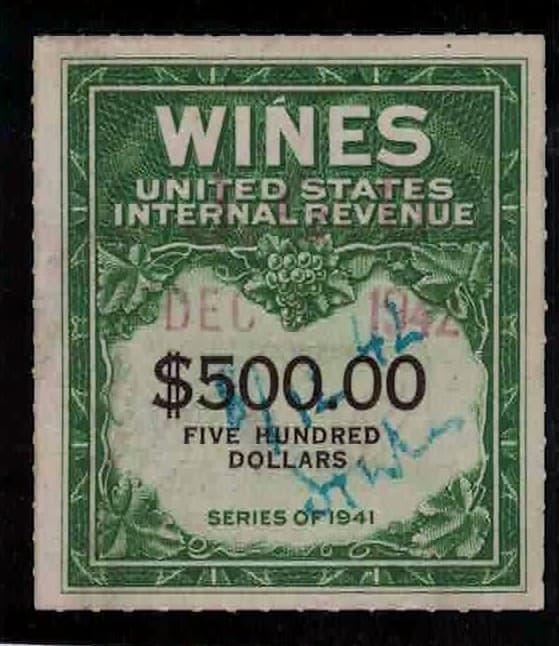 WINES
UNITED STATES
INTERNAL REVENUE
DEC 1942
$500.00
FIVE HUNDRED
DOLLARS
SERIES OF 1941